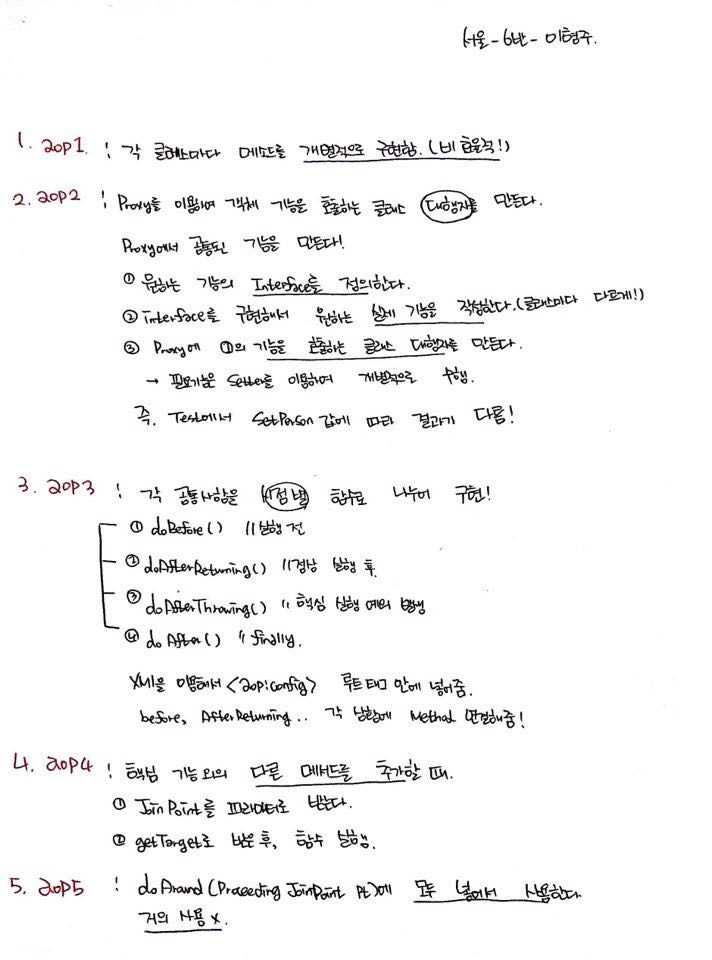 서울-6반-이형주.
1. aop1. : 각 클래스마다 메소드를 개별적으로 구현함. (비효율적!)
2. aop2 : Proxy를 이용하여 객체 기능을 호출하는 클래스 대행자를 만든다.
Proxy에서 공통된 기능을 만든다!
① 원하는 기능의 Interface를 정의한다.
② interface를 구현해서 원하는 실제 기능을 작성한다. (클래스마다 다르게!)
③ Proxy에 ①의 기능을 호출하는 클래스 대행자를 만든다.
→ 필요기능은 Setter를 이용하여 개별적으로 수행.
즉, Test에서 SetPerson 값에 따라 결과가 다름!
3. aop3 : 각 공통사항을 시점별 함수로 나누어 구현!
① doBefore() //실행 전
② doAfterReturning() //정상 실행 후
③ doAfterThrowing() // 핵심 실행 예외 발생
④ doAfter() // finally.
XMl을 이용해서 <aop:config> 루트 태그 안에 넣어줌.
before, AfterReturning.. 각 상황에 Method 연결해줌!
4. aop4 : 핵심 기능 외의 다른 메서드를 추가할 때.
① JoinPoint를 파라미터로 받는다.
② getTarget로 받은 후, 함수 실행.
5. aop5 : doAround(Proceeding JoinPoint pt)에 모두 넣어서 사용한다.
거의 사용 x.